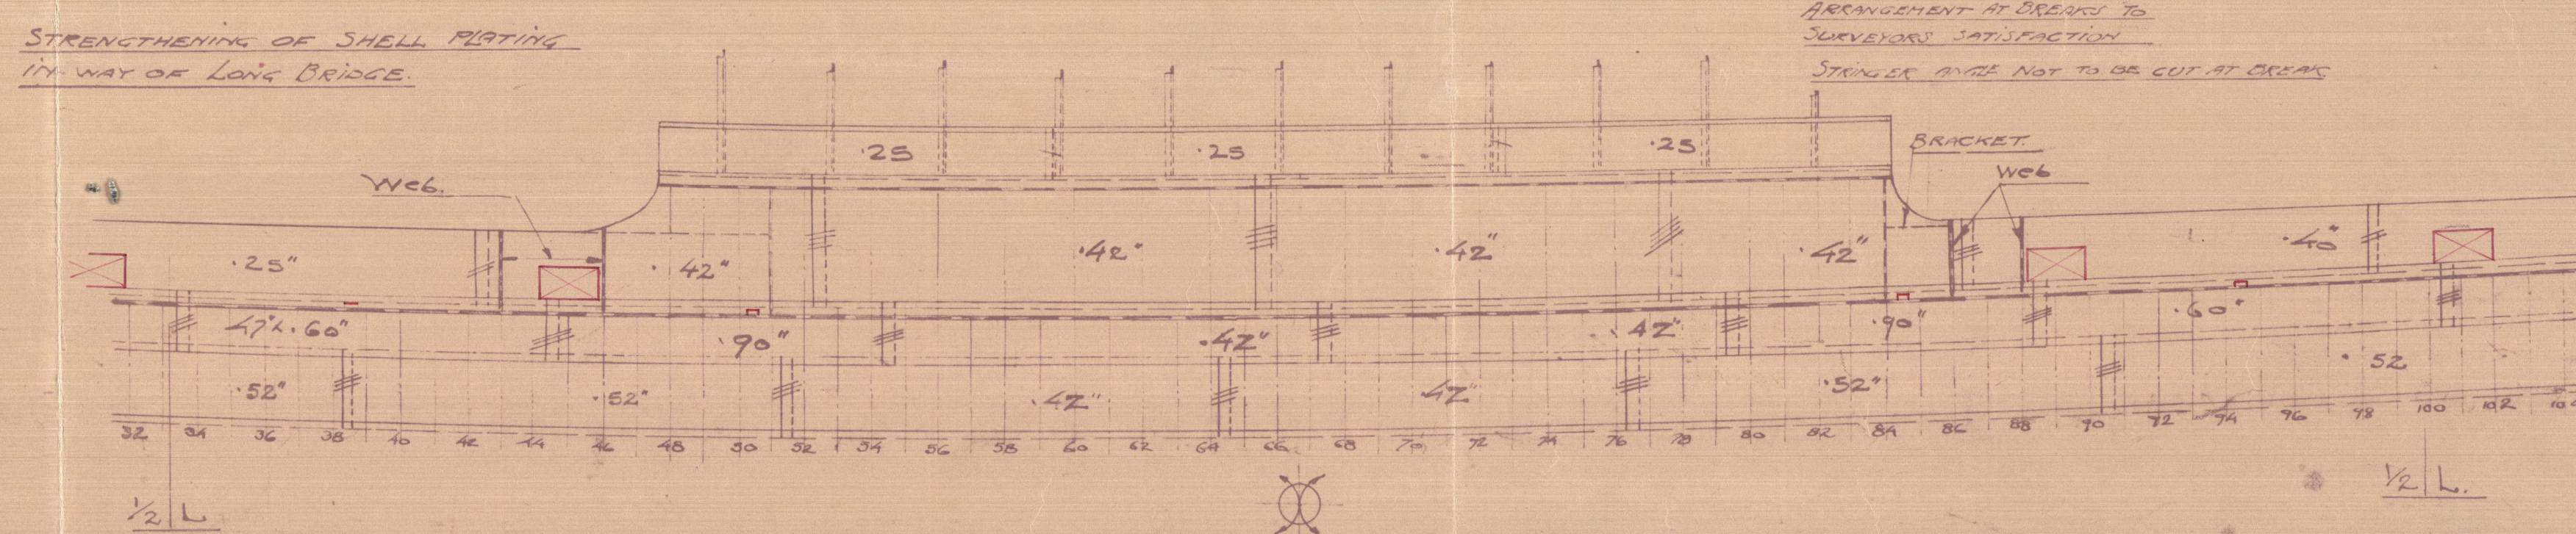 STRENGTHENING OF SHELL PLATING
IN WAY OF LONG BRIDGE.
ARRANGEMENT AT BREAKS TO
SURVEYORS SATISFACTION
STRINGER ANGLE NOT TO BE CUT AT BREAK
BRACKET.
Web.
Web
.25 .25 .25
.25" .42" .42" .42" .42" .40"
.60" .90" .42" .42" .90" .60"
.52" .52" .42" .42" .52" 52
32 34 36 38 40 42 44 46 48 50 52 54 56 58 60 62 64 66 68 70 72 74 76 78 80 82 84 86 88 90 92 94 96 98 100 102
1/2 L
1/2 L.